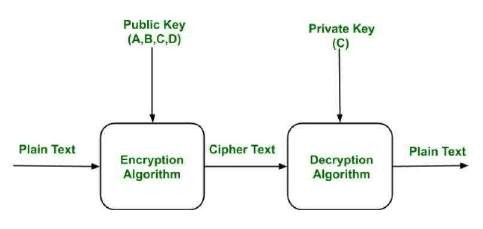 Public Key
(A,B,C,D)
Private Key
(C)
Plain Text
Encryption
Algorithm
Cipher Text
Decryption
Algorithm
Plain Text